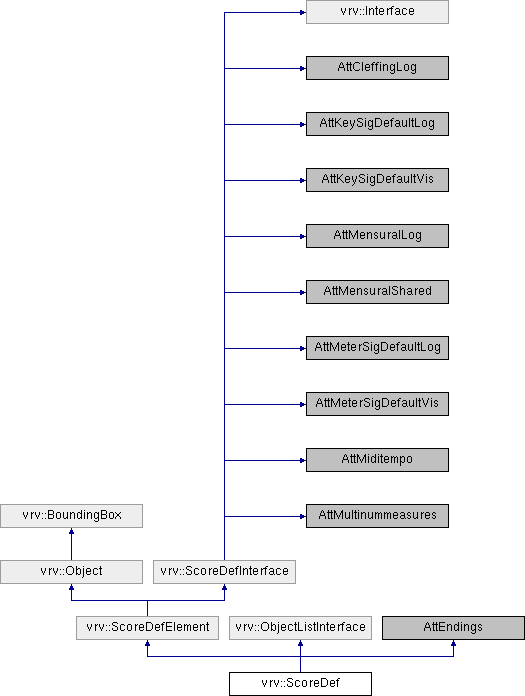 vrv::Interface
AttCleffingLog
AttKeySigDefaultLog
AttKeySigDefaultVis
AttMensuralLog
AttMensuralShared
AttMeterSigDefaultLog
AttMeterSigDefaultVis
AttMiditempo
vrv::BoundingBox
AttMultinummeasures
vrv::Object
vrv::ScoreDefInterface
vrv::ScoreDefElement
vrv::ObjectListInterface
AttEndings
vrv::ScoreDef